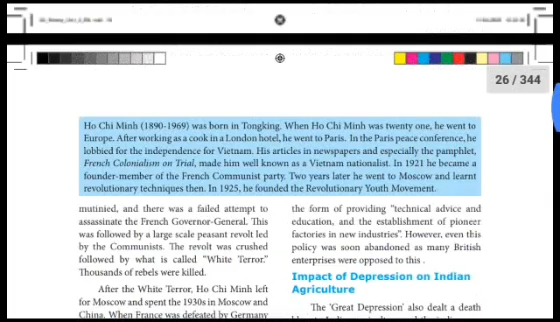 26 / 344
Ho Chi Minh (1890-1969) was born in Tongking. When Ho Chi Minh was twenty one, he went to
Europe. After working as a cook in a London hotel, he went to Paris. In the Paris peace conference, he
lobbied for the independence for Vietnam. His articles in newspapers and especially the pamphlet,
French Colonialism on Trial, made him well known as a Vietnam nationalist. In 1921 he became a
founder-member of the French Communist party. Two years later he went to Moscow and learnt
revolutionary techniques then. In 1925, he founded the Revolutionary Youth Movement.
mutinied, and there was a failed attempt to
assassinate the French Governor-General. This
was followed by a large scale peasant revolt led
by the Communists. The revolt was crushed
followed by what is called “White Terror.”
Thousands of rebels were killed.
After the White Terror, Ho Chi Minh left
for Moscow and spent the 1930s in Moscow and
China. When France was defeated by Germany
the form of providing “technical advice and
education, and the establishment of pioneer
factories in new industries”. However, even this
policy was soon abandoned as many British
enterprises were opposed to this .
Impact of Depression on Indian
Agriculture
The ‘Great Depression’ also dealt a death